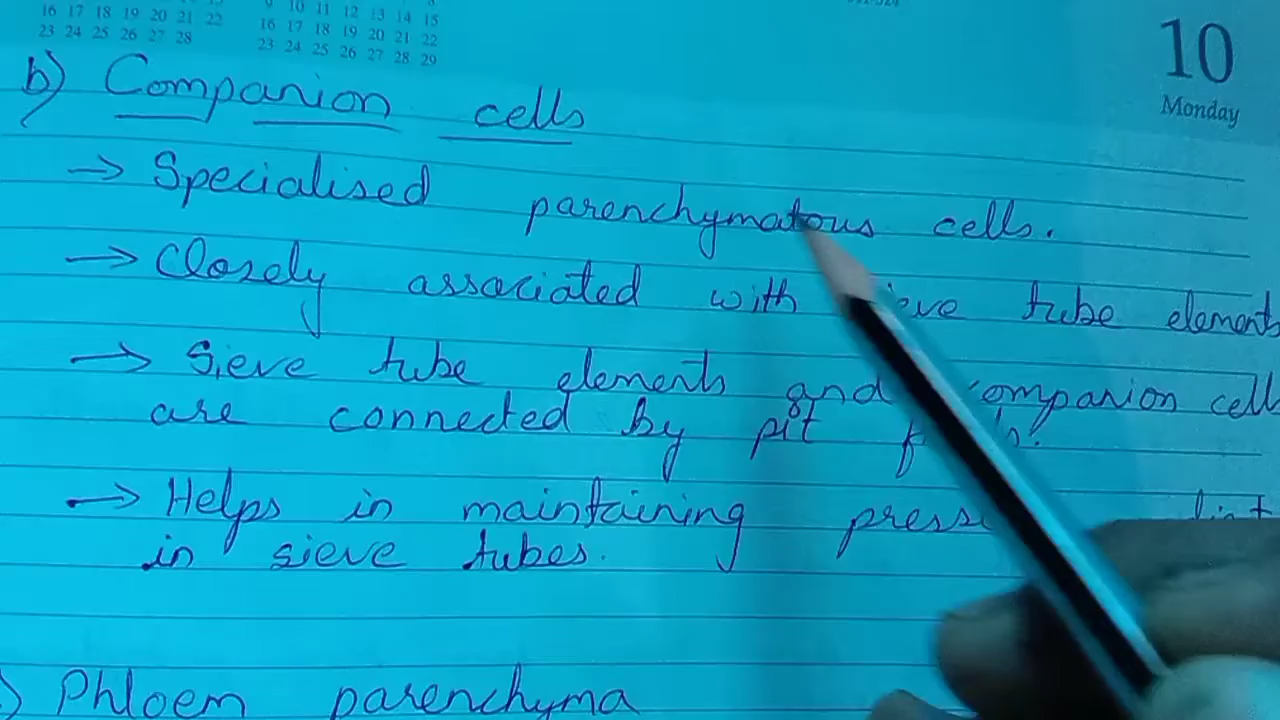 16 17 18 19 20 21 22
23 24 25 26 27 28
9 10 11 12 13 14 15
16 17 18 19 20 21 22
23 24 25 26 27 28 29
10
Monday
b) Companion cells
→ Specialised parenchymatous cells.
→ Closely associated with tube elements
→ Sieve tube elements and companion cells
are connected by pit
→ Helps in maintaining
in sieve tubes.
Phloem parenchyma